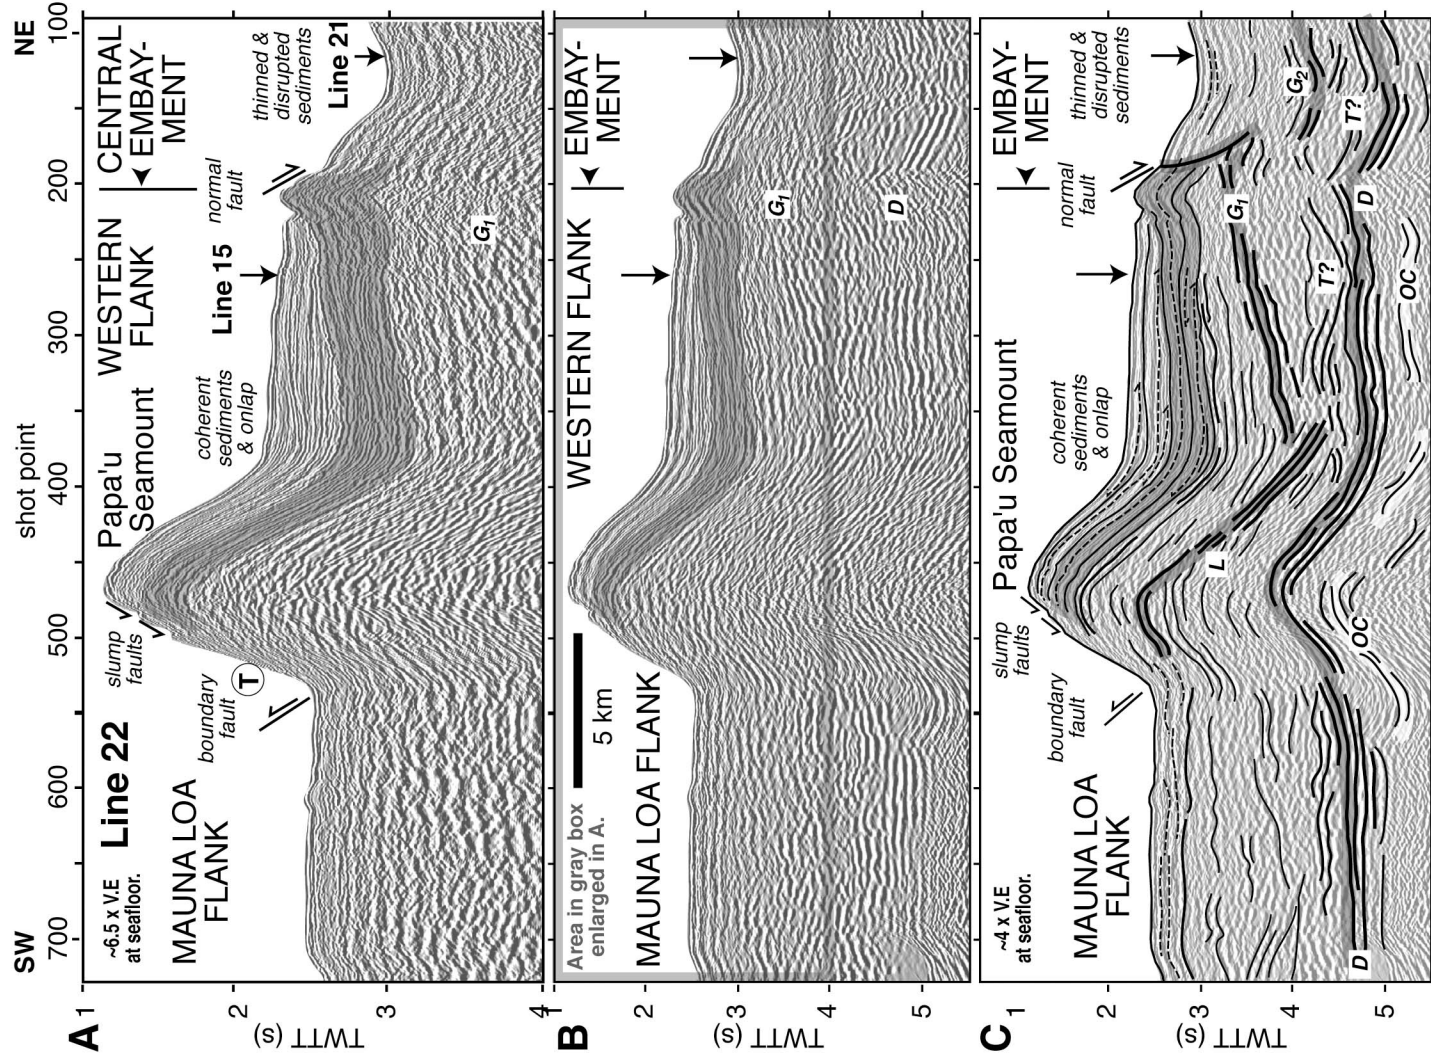 SW
shot point
NE
700
600
500
400
300
200
100
A
~6.5 x V.E
at seafloor.
Line 22
MAUNA LOA
FLANK
boundary
fault
T
slump
faults
Papa'u
Seamount
coherent
sediments
& onlap
WESTERN
FLANK
Line 15
normal
fault
CENTRAL
EMBAY-
MENT
thinned &
disrupted
sediments
Line 21
G1
TWTT (s)
1
2
3
4
B
Area in gray box
enlarged in A.
5 km
MAUNA LOA FLANK
WESTERN FLANK
EMBAY-
MENT
G1
D
TWTT (s)
1
2
3
4
5
C
~4 x V.E
at seafloor.
MAUNA LOA
FLANK
boundary
fault
slump
faults
Papa'u Seamount
coherent
sediments
& onlap
normal
fault
EMBAY-
MENT
thinned &
disrupted
sediments
L
G1
G2
T?
T?
D
D
OC
OC
TWTT (s)
1
2
3
4
5